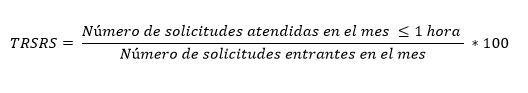 Número de solicitudes atendidas en el mes ≤ 1 hora
TRSRS = * 100
Número de solicitudes entrantes en el mes